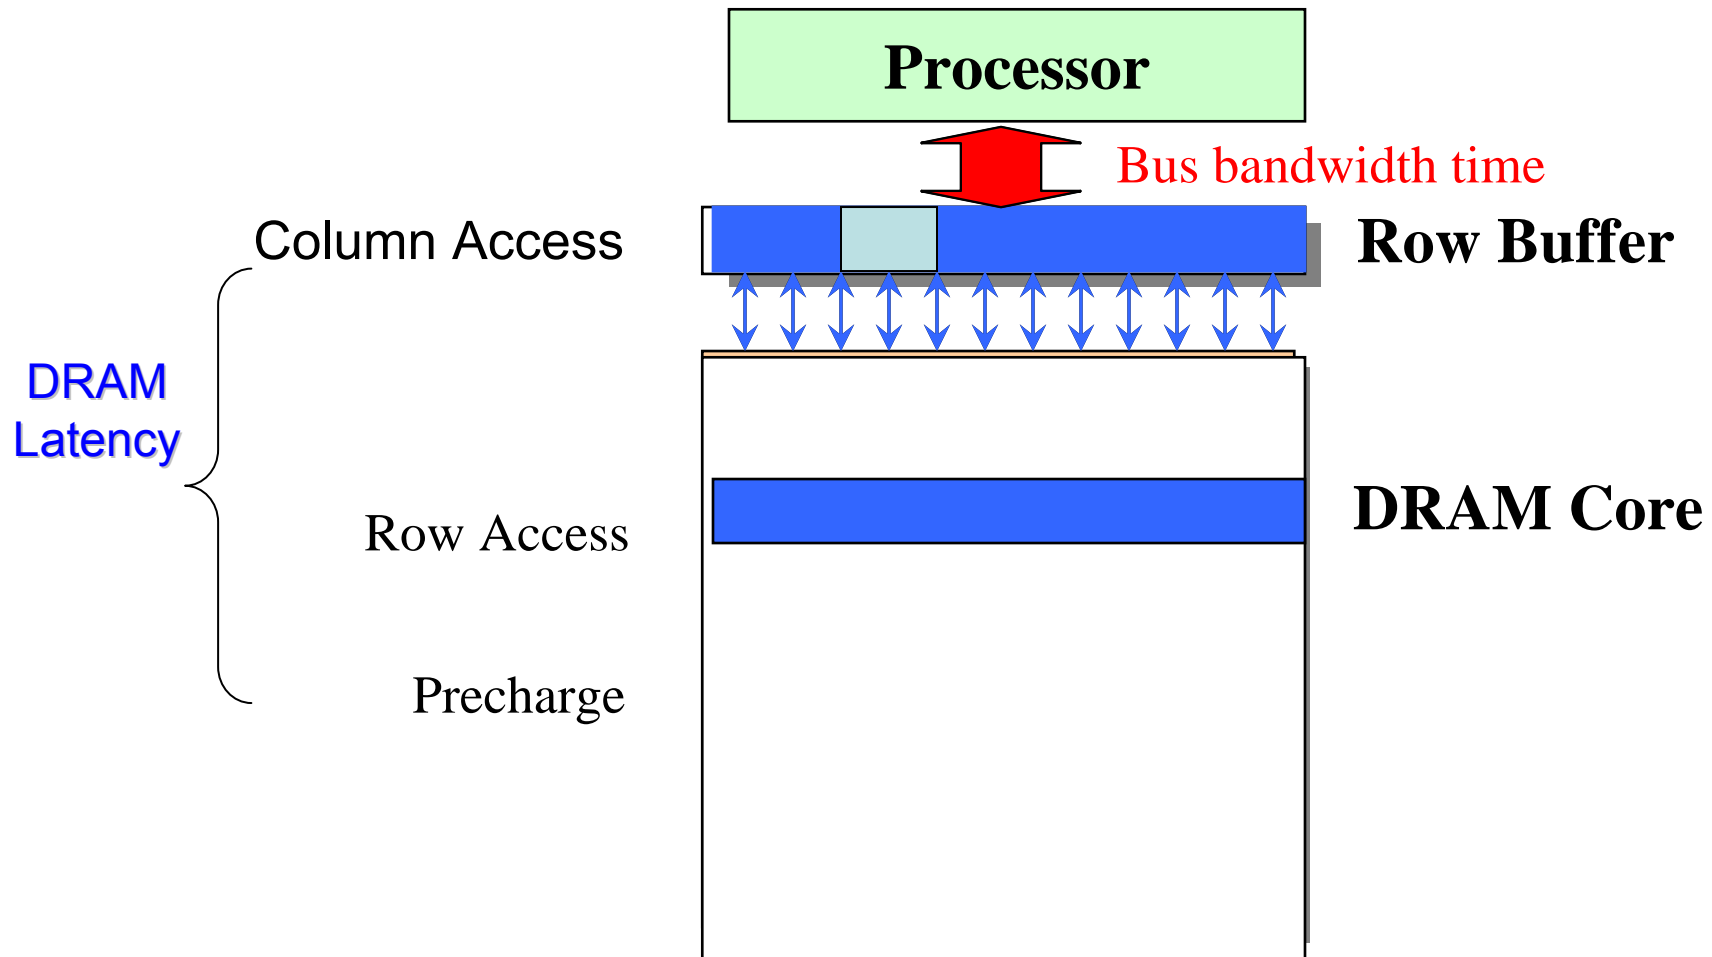 Processor
Bus bandwidth time
Column Access
Row Buffer
DRAM
Latency
Row Access
DRAM Core
Precharge